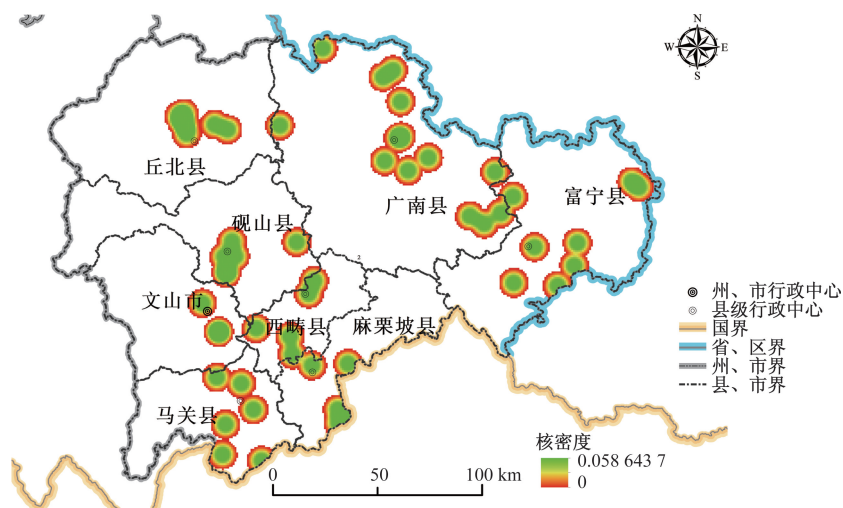 N
W E
S
丘北县
广南县
富宁县
砚山县
2
文山市
西畴县
麻栗坡县
马关县
州、市行政中心
县级行政中心
国界
省、区界
州、市界
县、市界
核密度
0.058 643 7
0
0 50 100 km